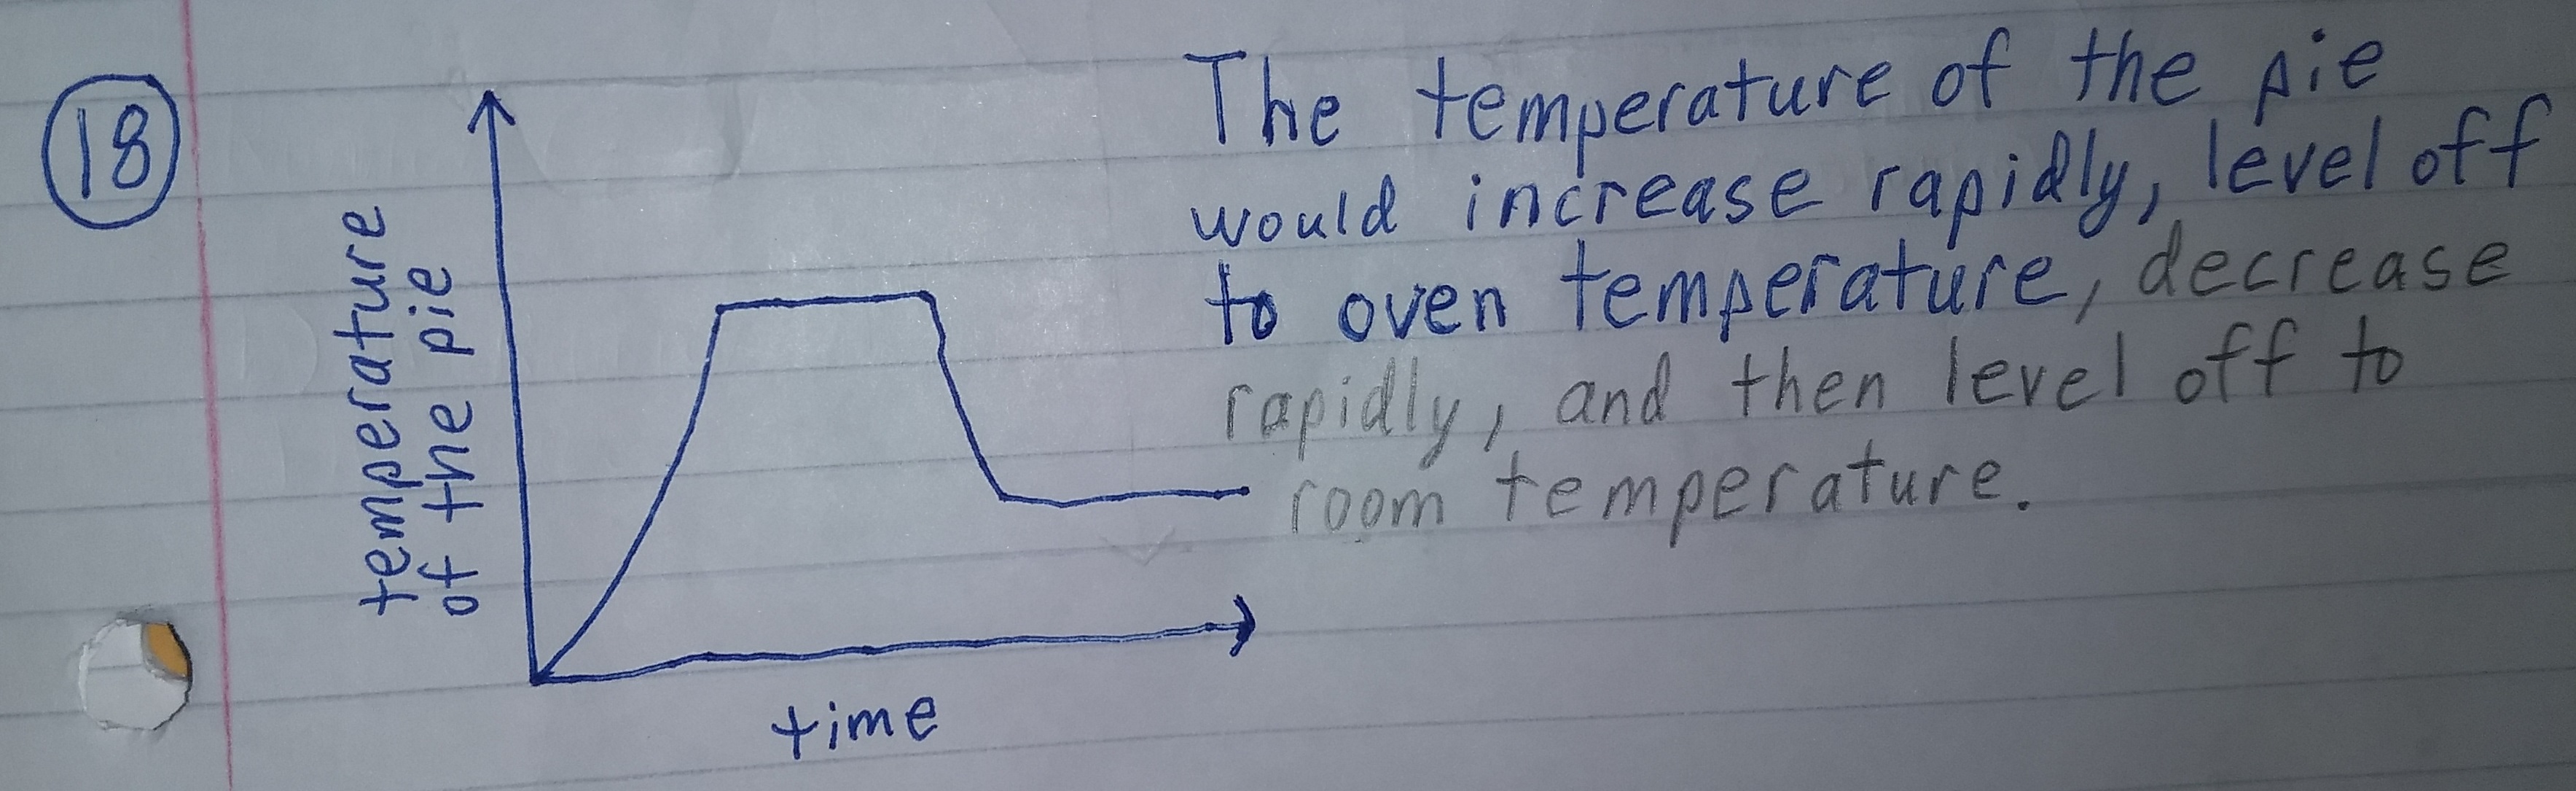 18
temperature
of the pie
time
The temperature of the pie
would increase rapidly, level off
to oven temperature, decrease
rapidly, and then level off to
room temperature.